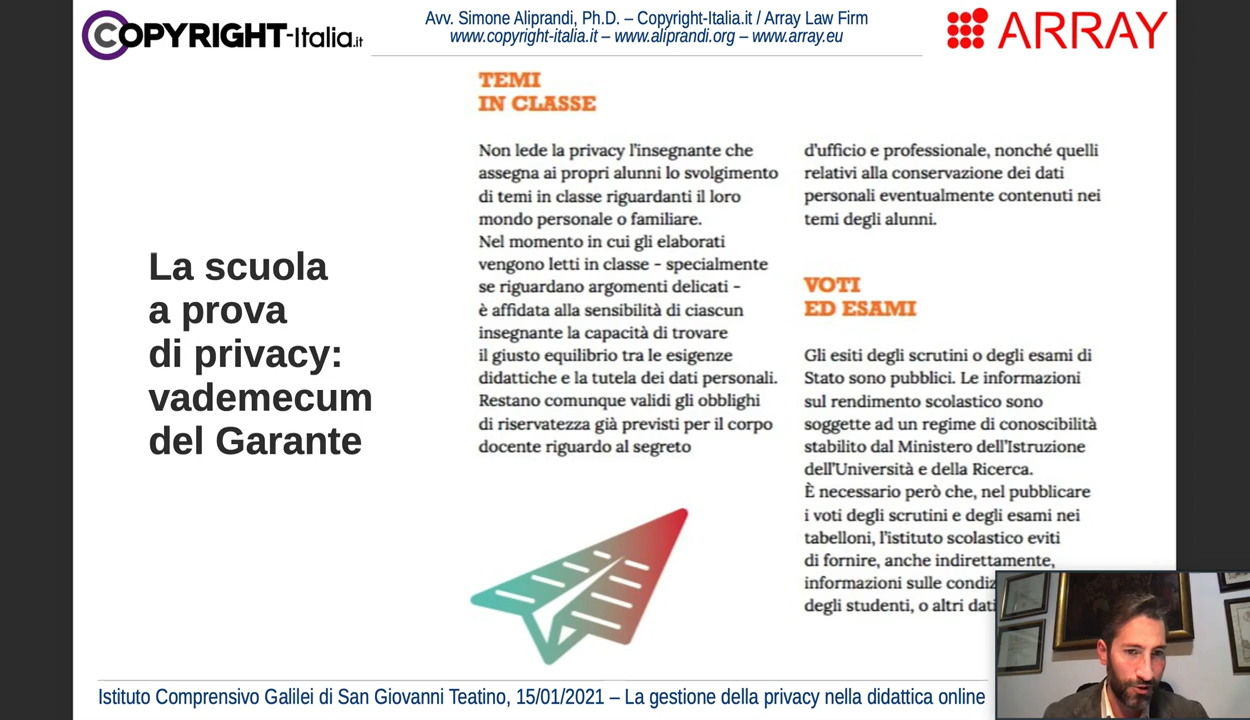 COPYRIGHT-Italia.it
Avv. Simone Aliprandi, Ph.D. – Copyright-Italia.it / Array Law Firm
www.copyright-italia.it – www.aliprandi.org – www.array.eu
ARRAY
La scuola
a prova
di privacy:
vademecum
del Garante
TEMI
IN CLASSE
Non lede la privacy l'insegnante che
assegna ai propri alunni lo svolgimento
di temi in classe riguardanti il loro
mondo personale o familiare.
Nel momento in cui gli elaborati
vengono letti in classe – specialmente
se riguardano argomenti delicati –
è affidata alla sensibilità di ciascun
insegnante la capacità di trovare
il giusto equilibrio tra le esigenze
didattiche e la tutela dei dati personali.
Restano comunque validi gli obblighi
di riservatezza già previsti per il corpo
docente riguardo al segreto
d'ufficio e professionale, nonché quelli
relativi alla conservazione dei dati
personali eventualmente contenuti nei
temi degli alunni.
VOTI
ED ESAMI
Gli esiti degli scrutini o degli esami di
Stato sono pubblici. Le informazioni
sul rendimento scolastico sono
soggette ad un regime di conoscibilità
stabilito dal Ministero dell'Istruzione
dell'Università e della Ricerca.
È necessario però che, nel pubblicare
i voti degli scrutini e degli esami nei
tabelloni, l'istituto scolastico eviti
di fornire, anche indirettamente,
informazioni sulle
degli studenti, o altri dati
Istituto Comprensivo Galilei di San Giovanni Teatino, 15/01/2021 – La gestione della privacy nella didattica online